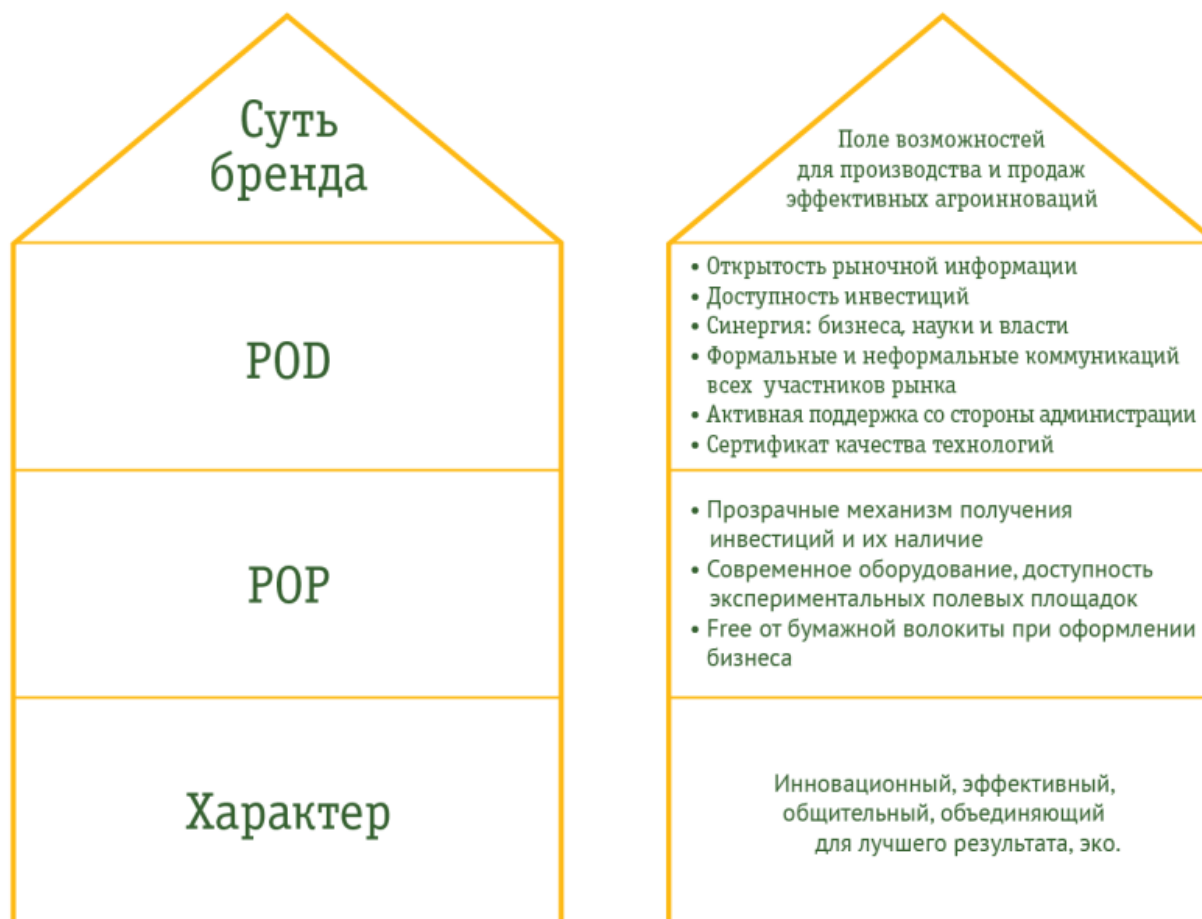 Суть
бренда
Поле возможностей
для производства и продаж
эффективных агроинноваций
POD
• Открытость рыночной информации
• Доступность инвестиций
• Синергия: бизнеса, науки и власти
• Формальные и неформальные коммуникаций
всех участников рынка
• Активная поддержка со стороны администрации
• Сертификат качества технологий
POP
• Прозрачные механизм получения
инвестиций и их наличие
• Современное оборудование, доступность
экспериментальных полевых площадок
• Free от бумажной волокиты при оформлении
бизнеса
Характер
Инновационный, эффективный,
общительный, объединяющий
для лучшего результата, эко.